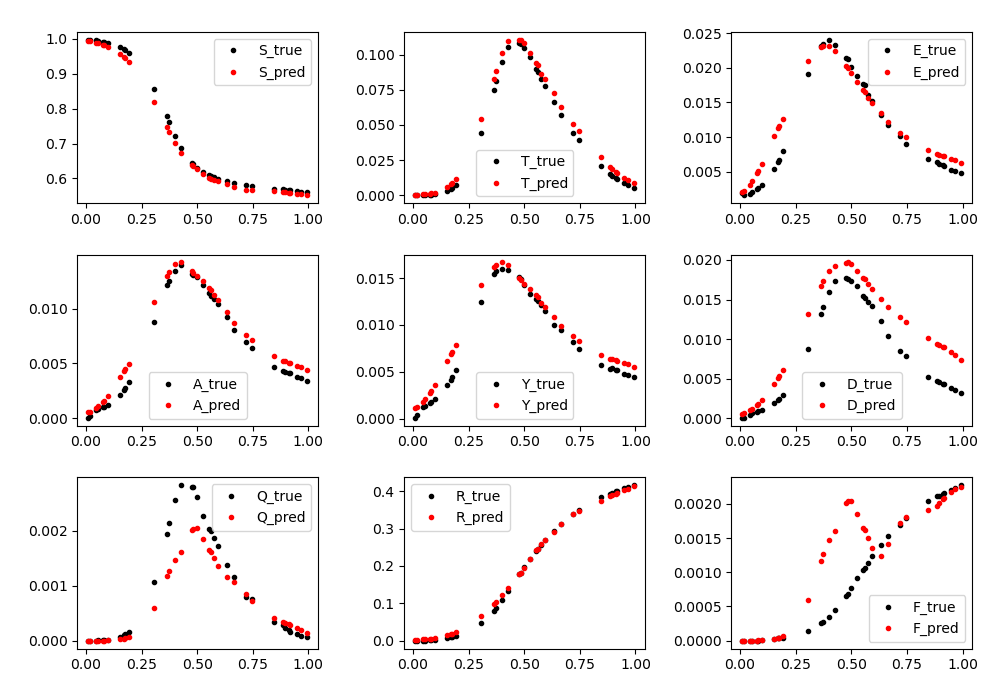 1.0
0.9
0.8
0.7
0.6
S_true
S_pred
0.00 0.25 0.50 0.75 1.00
0.100
0.075
0.050
0.025
0.000
T_true
T_pred
0.00 0.25 0.50 0.75 1.00
0.025
0.020
0.015
0.010
0.005
E_true
E_pred
0.00 0.25 0.50 0.75 1.00
0.010
0.005
0.000
A_true
A_pred
0.00 0.25 0.50 0.75 1.00
0.015
0.010
0.005
0.000
Y_true
Y_pred
0.00 0.25 0.50 0.75 1.00
0.020
0.015
0.010
0.005
0.000
D_true
D_pred
0.00 0.25 0.50 0.75 1.00
0.002
0.001
0.000
Q_true
Q_pred
0.00 0.25 0.50 0.75 1.00
0.4
0.3
0.2
0.1
0.0
R_true
R_pred
0.00 0.25 0.50 0.75 1.00
0.0020
0.0015
0.0010
0.0005
0.0000
F_true
F_pred
0.00 0.25 0.50 0.75 1.00